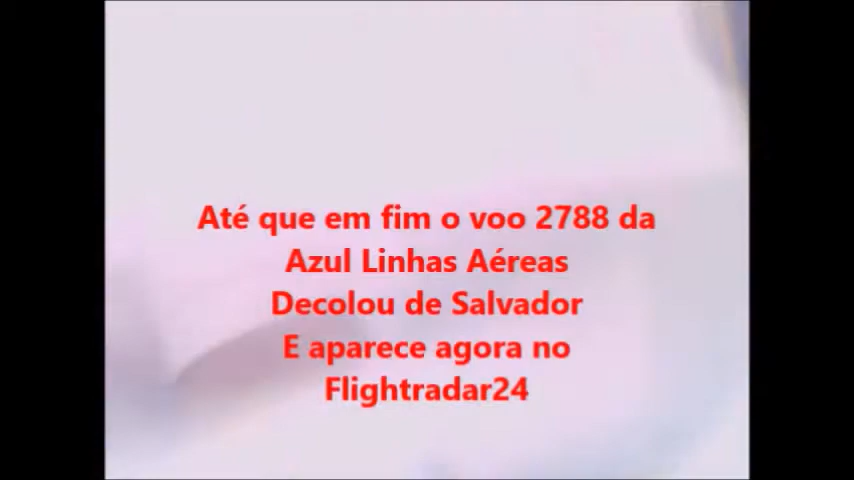 Até que em fim o voo 2788 da
Azul Linhas Aéreas
Decolou de Salvador
E aparece agora no
Flightradar24